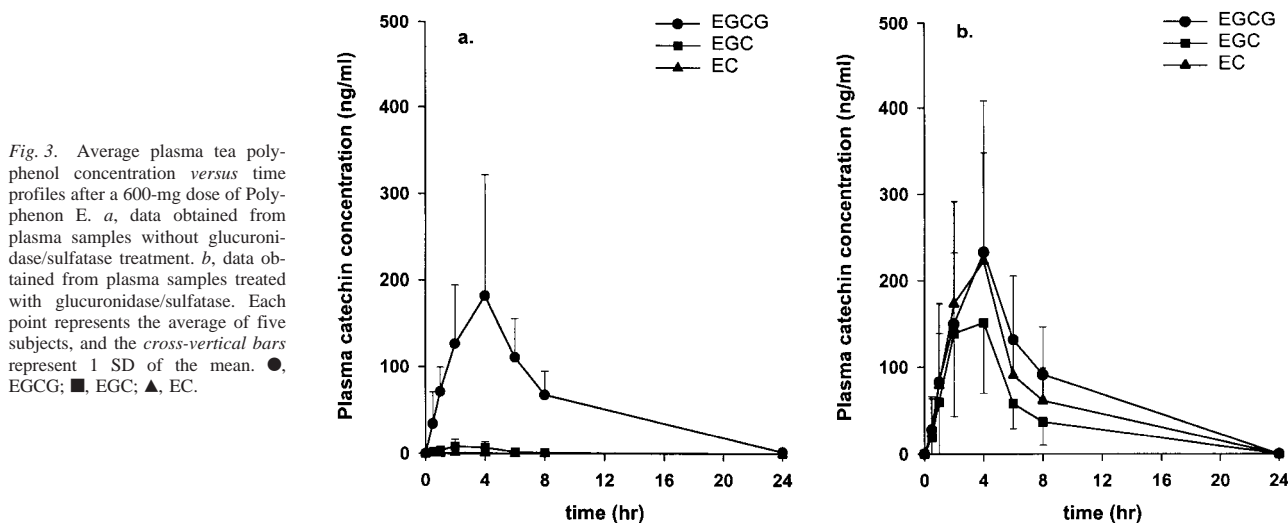 Fig. 3. Average plasma tea poly-
phenol concentration versus time
profiles after a 600-mg dose of Poly-
phenon E. a, data obtained from
plasma samples without glucuroni-
dase/sulfatase treatment. b, data ob-
tained from plasma samples treated
with glucuronidase/sulfatase. Each
point represents the average of five
subjects, and the cross-vertical bars
represent 1 SD of the mean. ●,
EGCG; ■, EGC; ▲, EC.
Plasma catechin concentration (ng/ml)
500
400
300
200
100
0
a.
EGCG
EGC
EC
0 4 8 12 16 20 24
time (hr)
Plasma catechin concentration (ng/ml)
500
400
300
200
100
0
b.
EGCG
EGC
EC
0 4 8 12 16 20 24
time (hr)